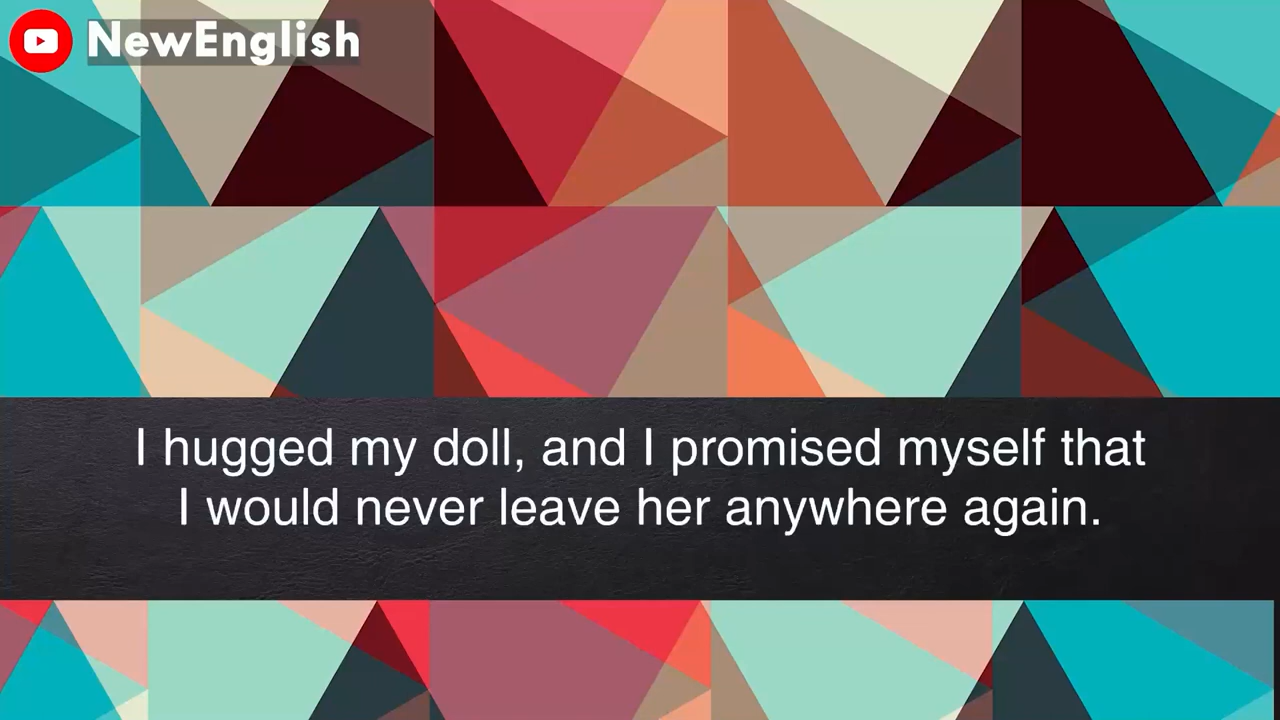 NewEnglish
I hugged my doll, and I promised myself that
I would never leave her anywhere again.